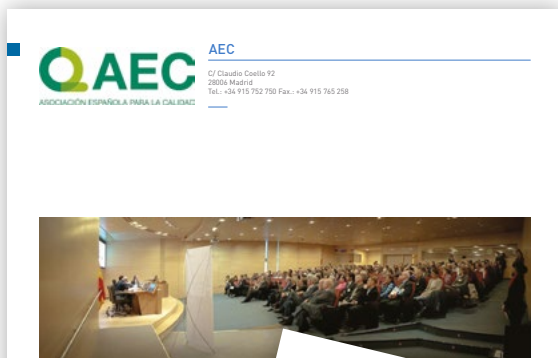 AEC
ASOCIACIÓN ESPAÑOLA PARA LA CALIDAD
AEC
C/ Claudio Coello 92
28006 Madrid
Tel.: +34 915 752 750 Fax.: +34 915 765 258